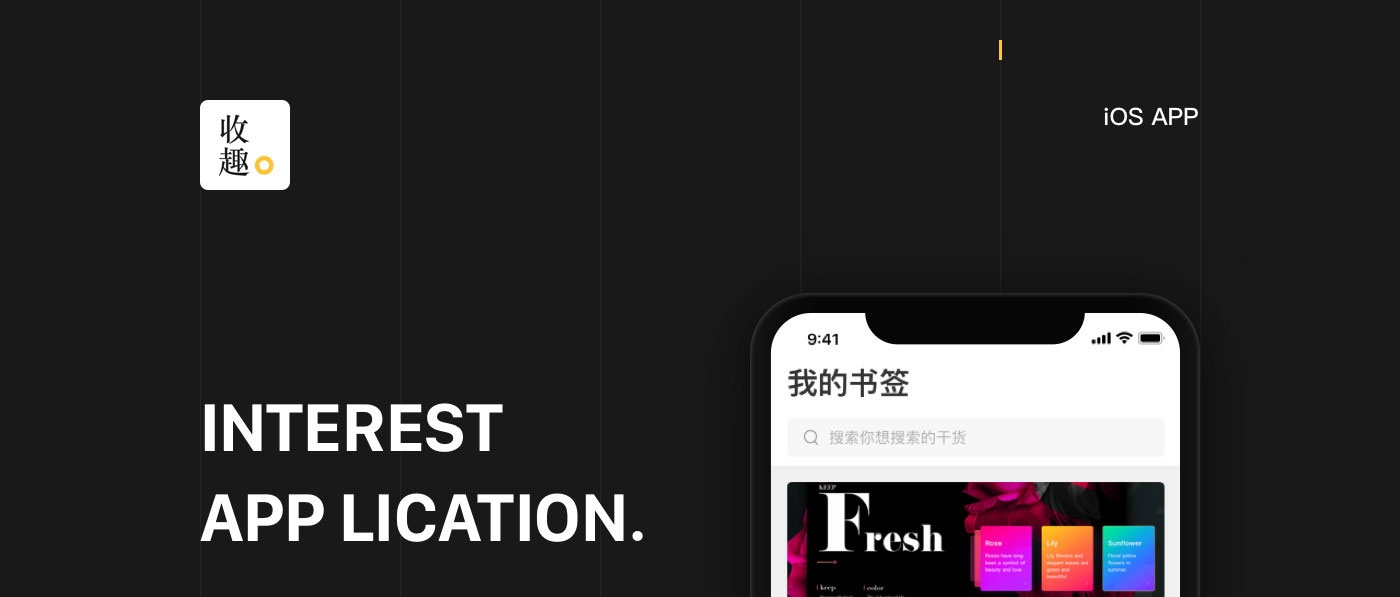 收
趣
iOS APP
INTEREST
APP LICATION.
9:41
我的书签
搜索你想搜索的干货
KEEP
Fresh
Rose
Roses have long
been a symbol of
beauty and love
Lily
Lily flowers and
elegant leaves are
green and
beautiful
Sunflower
Floral yellow
flowers in
summer.
keep
color